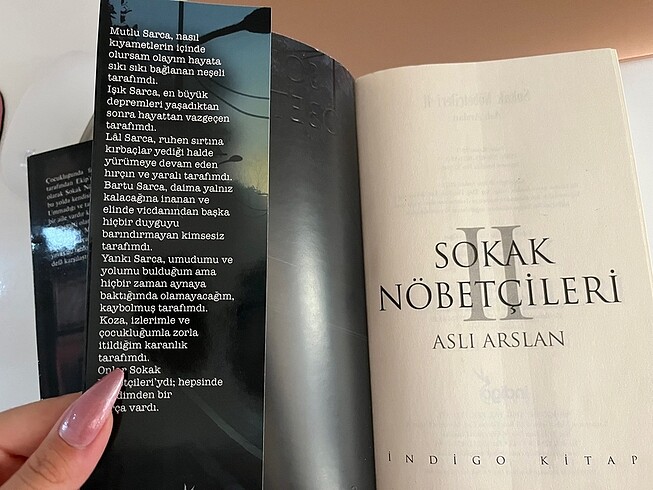 Mutlu Sarca, nasıl
kıyametlerin içinde
olursam olayım hayata
sıkı sıkı bağlanan neşeli
tarafımdı.
Işık Sarca, en büyük
depremleri yaşadıktan
sonra hayattan vazgeçen
tarafımdı.
Lâl Sarca, ruhen sırtına
kırbaçlar yediği halde
yürümeye devam eden
hırçın ve yaralı tarafımdı.
Bartu Sarca, daima yalnız
kalacağına inanan ve
elinde vicdanından başka
hiçbir duyguyu
barındırmayan kimsesiz
tarafımdı.
Yankı Sarca, umudumu ve
yolumu bulduğum ama
hiçbir zaman aynaya
baktığımda olamayacağım,
kaybolmuş tarafımdı.
Koza, izlerimle ve
çocukluğumla zorla
itildiğim karanlık
tarafımdı.
Sokak
hepsinde
bir
vardı.
Çocukluğunda
tarafından
olarak Sokak
II
SOKAK
NÖBETÇİLERİ
ASLI ARSLAN
İNDİGO KİTAP